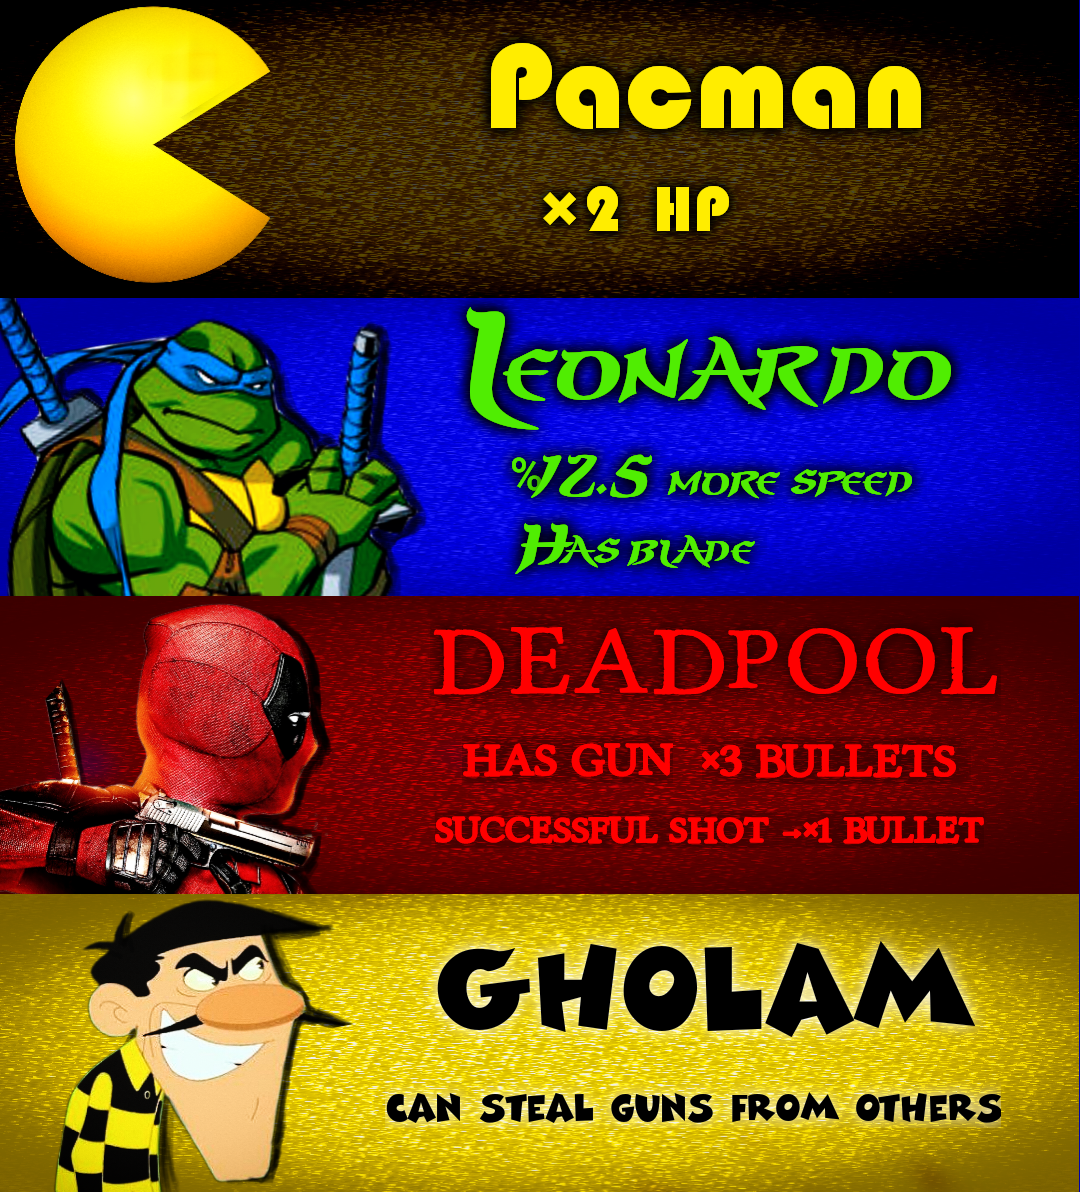 Pacman
×2 HP
LEONARDO
%12.5 MORE SPEED
HAS BLADE
DEADPOOL
HAS GUN ×3 BULLETS
SUCCESSFUL SHOT →×1 BULLET
GHOLAM
CAN STEAL GUNS FROM OTHERS